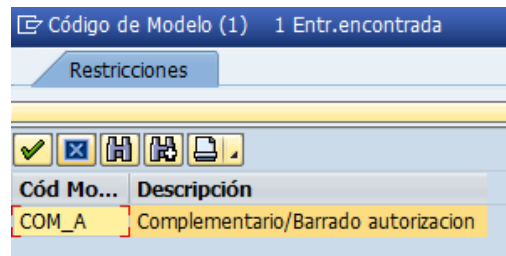 Código de Modelo (1) 1 Entr.encontrada
Restricciones
Cód Mo... Descripción
COM_A Complementario/Barrado autorizacion